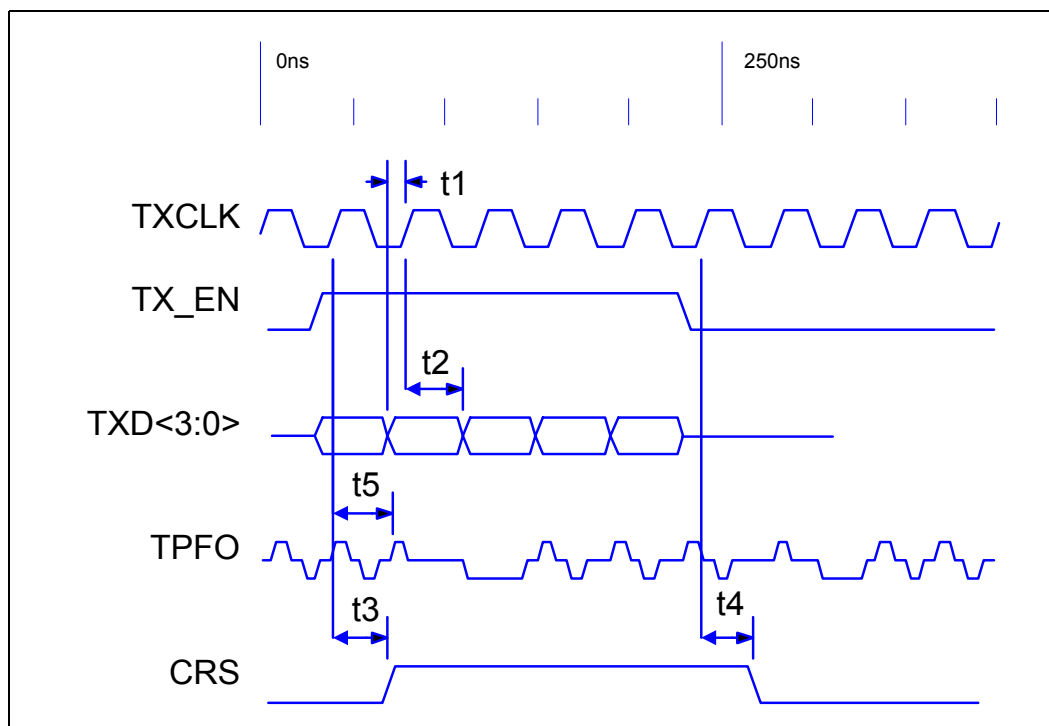 0ns
250ns
t1
TXCLK
TX_EN
t2
TXD<3:0>
t5
TPFO
t3
t4
CRS